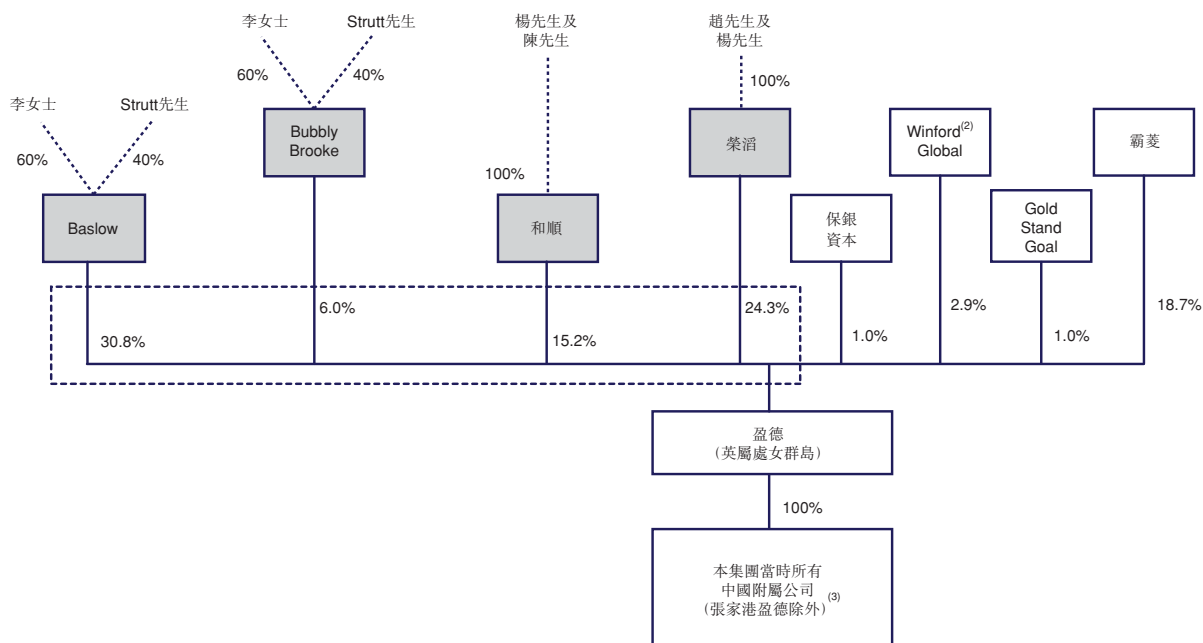 李女士
Strutt先生
60%
40%
楊先生及
陳先生
100%
趙先生及
楊先生
100%
李女士
Strutt先生
60%
40%
Bubbly
Brooke
榮滔
Winford(2)
Global
霸菱
Baslow
和順
保銀
資本
Gold
Stand
Goal
30.8%
6.0%
15.2%
24.3%
1.0%
2.9%
1.0%
18.7%
盈德
(英屬處女群島)
100%
本集團當時所有
中國附屬公司
(張家港盈德除外)(3)